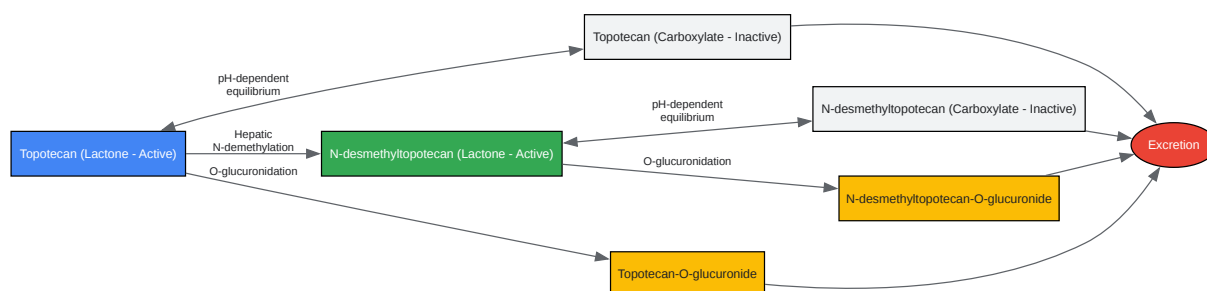 Topotecan (Carboxylate - Inactive)
pH-dependent
equilibrium
N-desmethyltopotecan (Carboxylate - Inactive)
pH-dependent
equilibrium
Hepatic
N-demethylation
Topotecan (Lactone - Active)
N-desmethyltopotecan (Lactone - Active)
Excretion
O-glucuronidation
O-glucuronidation
N-desmethyltopotecan-O-glucuronide
Topotecan-O-glucuronide